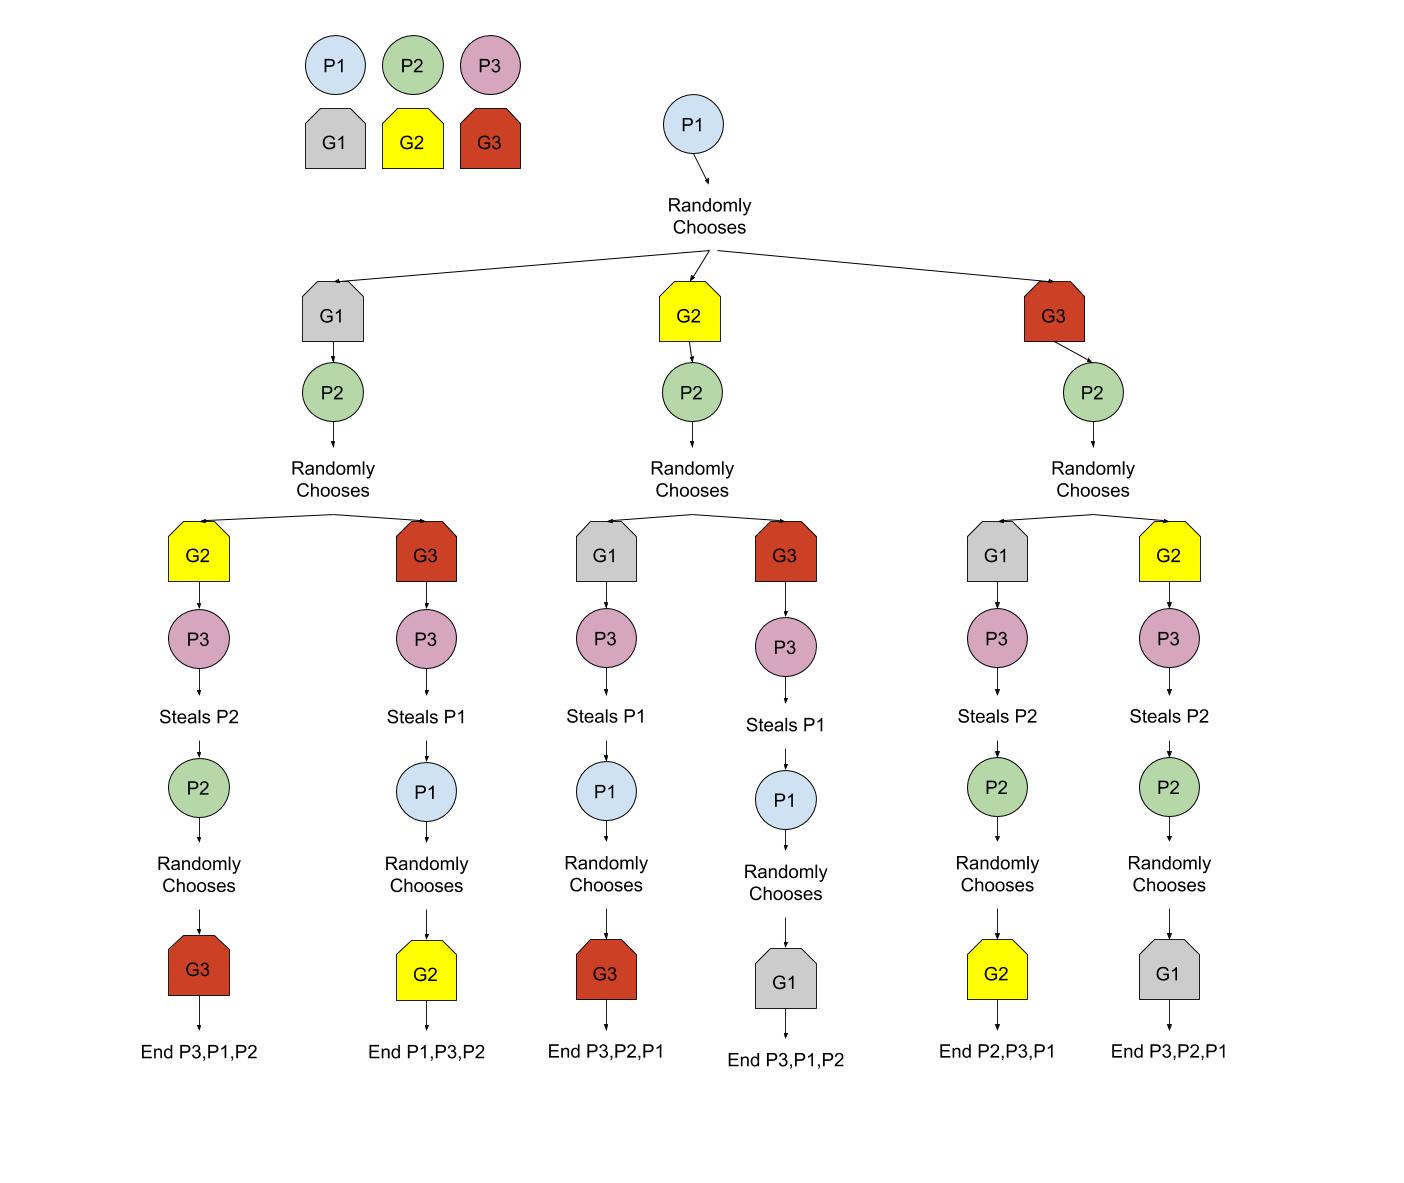 P1 P2 P3
G1 G2 G3
P1
Randomly
Chooses
G1 G2 G3
P2 P2 P2
Randomly Randomly Randomly
Chooses Chooses Chooses
G2 G3 G1 G3 G1 G2
P3 P3 P3 P3 P3 P3
Steals P2 Steals P1 Steals P1 Steals P1 Steals P2 Steals P2
P2 P1 P1 P1 P2 P2
Randomly Randomly Randomly Randomly Randomly Randomly
Chooses Chooses Chooses Chooses Chooses Chooses
G3 G2 G3 G1 G2 G1
End P3,P1,P2 End P1,P3,P2 End P3,P2,P1 End P3,P1,P2 End P2,P3,P1 End P3,P2,P1